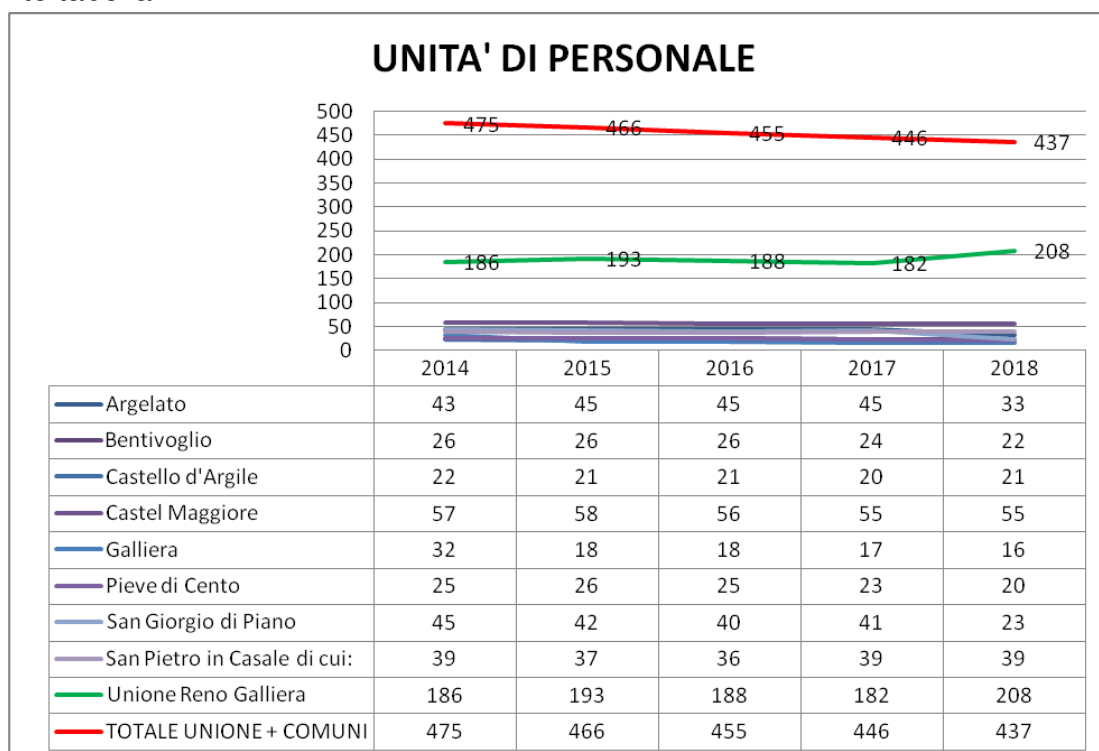 UNITA' DI PERSONALE
500
450
400
350
300
250
200
150
100
50
0
475 466 455 446 437
186 193 188 182 208
2014 2015 2016 2017 2018
Argelato 43 45 45 45 33
Bentivoglio 26 26 26 24 22
Castello d'Argile 22 21 21 20 21
Castel Maggiore 57 58 56 55 55
Galliera 32 18 18 17 16
Pieve di Cento 25 26 25 23 20
San Giorgio di Piano 45 42 40 41 23
San Pietro in Casale di cui: 39 37 36 39 39
Unione Reno Galliera 186 193 188 182 208
TOTALE UNIONE + COMUNI 475 466 455 446 437